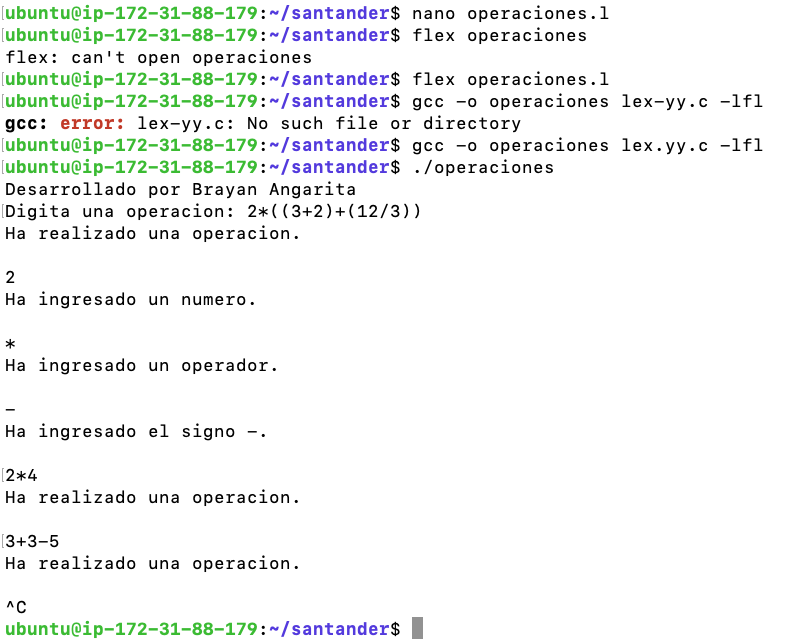 ubuntu@ip-172-31-88-179:~/santander$ nano operaciones.l
ubuntu@ip-172-31-88-179:~/santander$ flex operaciones
flex: can't open operaciones
ubuntu@ip-172-31-88-179:~/santander$ flex operaciones.l
ubuntu@ip-172-31-88-179:~/santander$ gcc -o operaciones lex-yy.c -lfl
gcc: error: lex-yy.c: No such file or directory
ubuntu@ip-172-31-88-179:~/santander$ gcc -o operaciones lex.yy.c -lfl
ubuntu@ip-172-31-88-179:~/santander$ ./operaciones
Desarrollado por Brayan Angarita
Digita una operacion: 2*((3+2)+(12/3))
Ha realizado una operacion.
2
Ha ingresado un numero.
*
Ha ingresado un operador.
-
Ha ingresado el signo -.
2*4
Ha realizado una operacion.
3+3-5
Ha realizado una operacion.
^C
ubuntu@ip-172-31-88-179:~/santander$